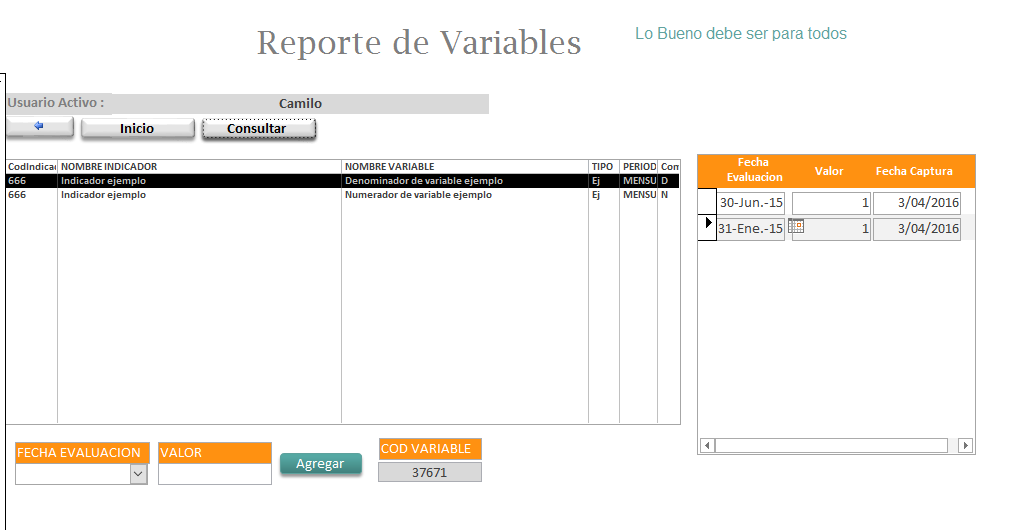 Reporte de Variables
Lo Bueno debe ser para todos
Usuario Activo :
Camilo
Inicio
Consultar
CodIndicac NOMBRE INDICADOR NOMBRE VARIABLE TIPO PERIOD Com
666 Indicador ejemplo Denominador de variable ejemplo Ej MENSU D
666 Indicador ejemplo Numerador de variable ejemplo Ej MENSU N
Fecha
Evaluacion
Valor
Fecha Captura
30-Jun.-15 1 3/04/2016
31-Ene.-15 1 3/04/2016
FECHA EVALUACION
VALOR
Agregar
COD VARIABLE
37671